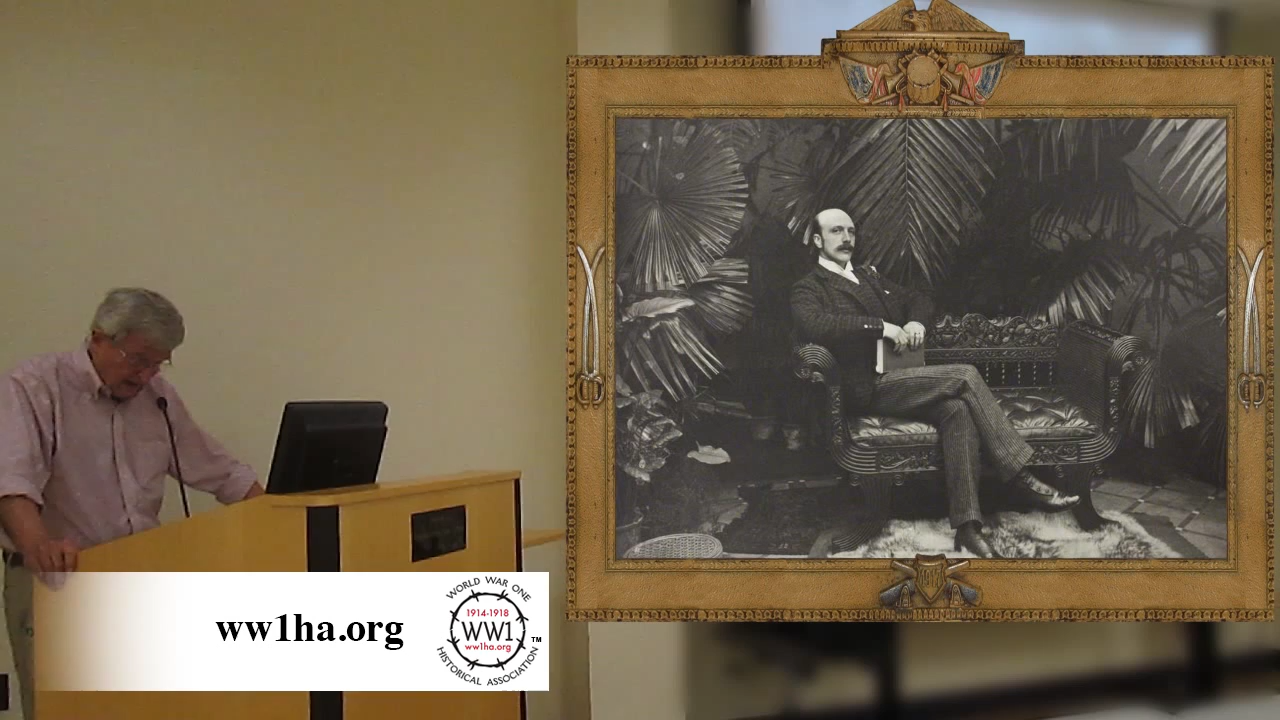 ww1ha.org
WORLD WAR ONE
1914-1918
WW1
ww1ha.org
HISTORICAL ASSOCIATION
TM